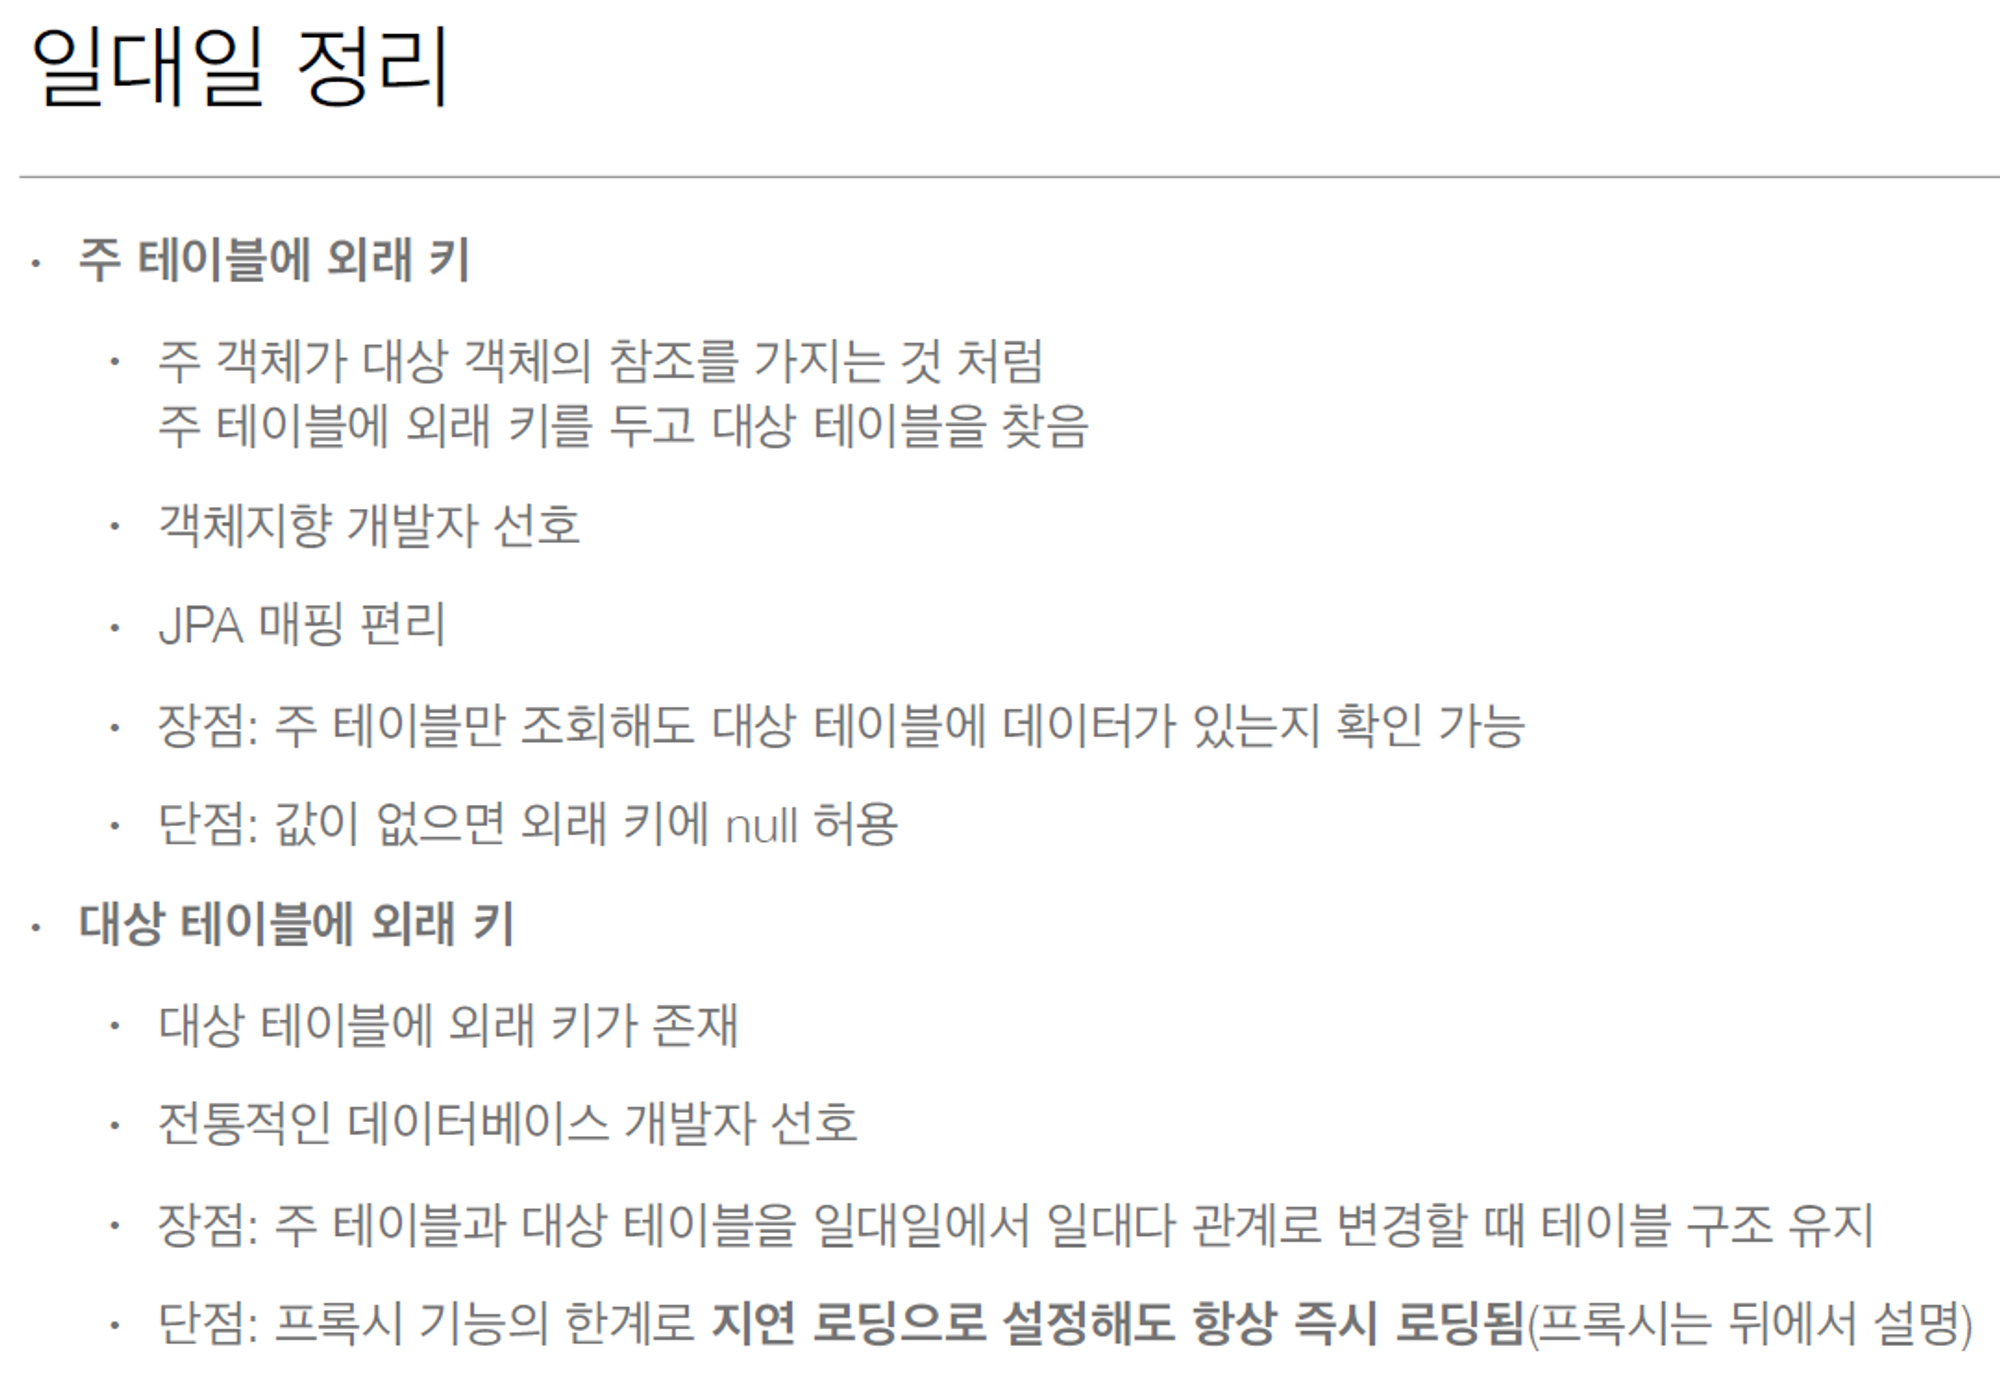 일대일 정리
• 주 테이블에 외래 키
• 주 객체가 대상 객체의 참조를 가지는 것 처럼
주 테이블에 외래 키를 두고 대상 테이블을 찾음
• 객체지향 개발자 선호
• JPA 매핑 편리
• 장점: 주 테이블만 조회해도 대상 테이블에 데이터가 있는지 확인 가능
• 단점: 값이 없으면 외래 키에 null 허용
• 대상 테이블에 외래 키
• 대상 테이블에 외래 키가 존재
• 전통적인 데이터베이스 개발자 선호
• 장점: 주 테이블과 대상 테이블을 일대일에서 일대다 관계로 변경할 때 테이블 구조 유지
• 단점: 프록시 기능의 한계로 지연 로딩으로 설정해도 항상 즉시 로딩됨(프록시는 뒤에서 설명)